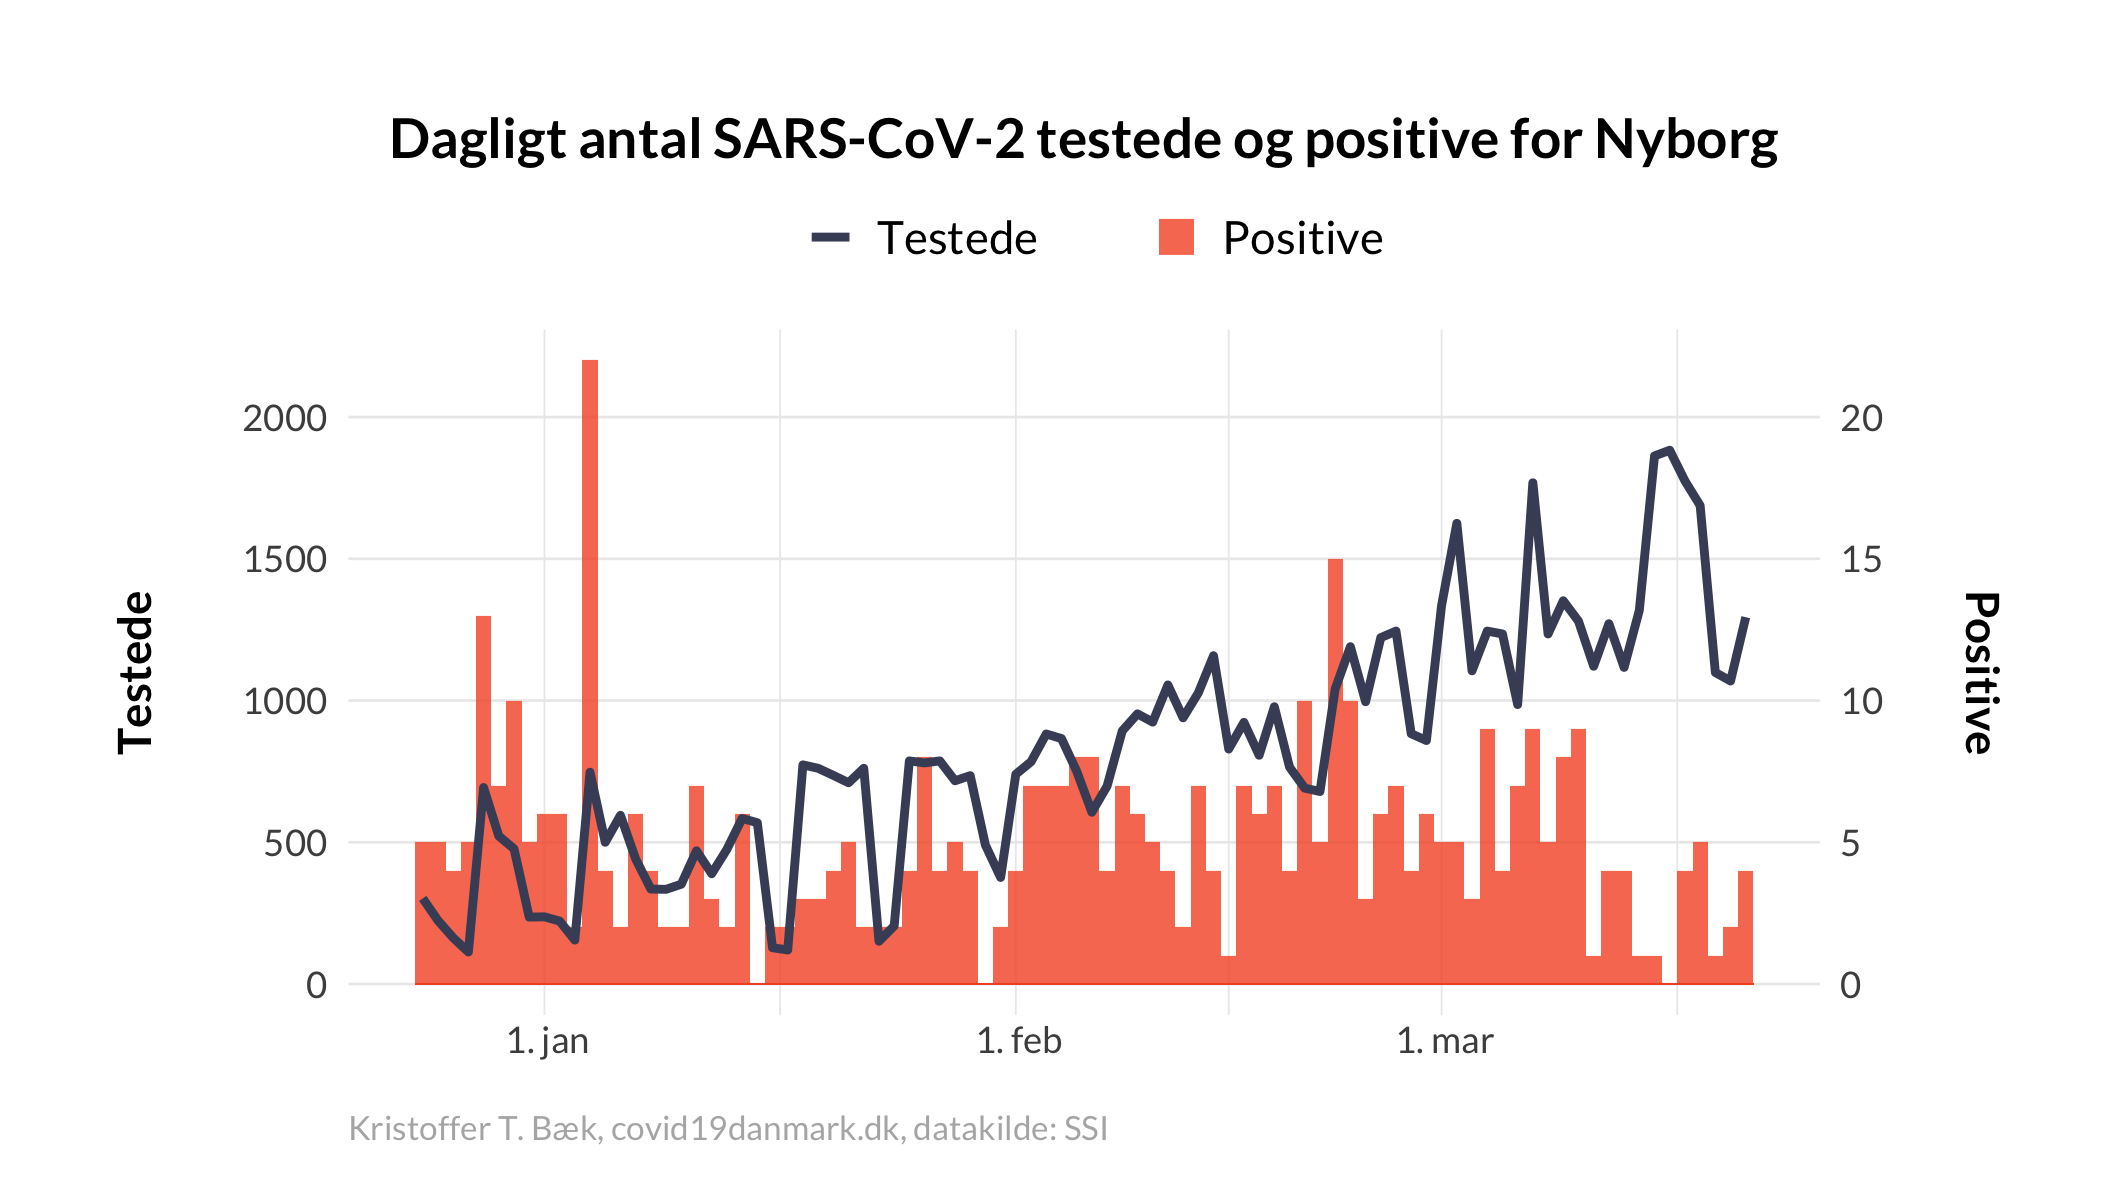 Dagligt antal SARS-CoV-2 testede og positive for Nyborg
Testede Positive
2000 20
1500 15
1000 10
500 5
0 0
Testede
Positive
1. jan 1. feb 1. mar
Kristoffer T. Bæk, covid19danmark.dk, datakilde: SSI